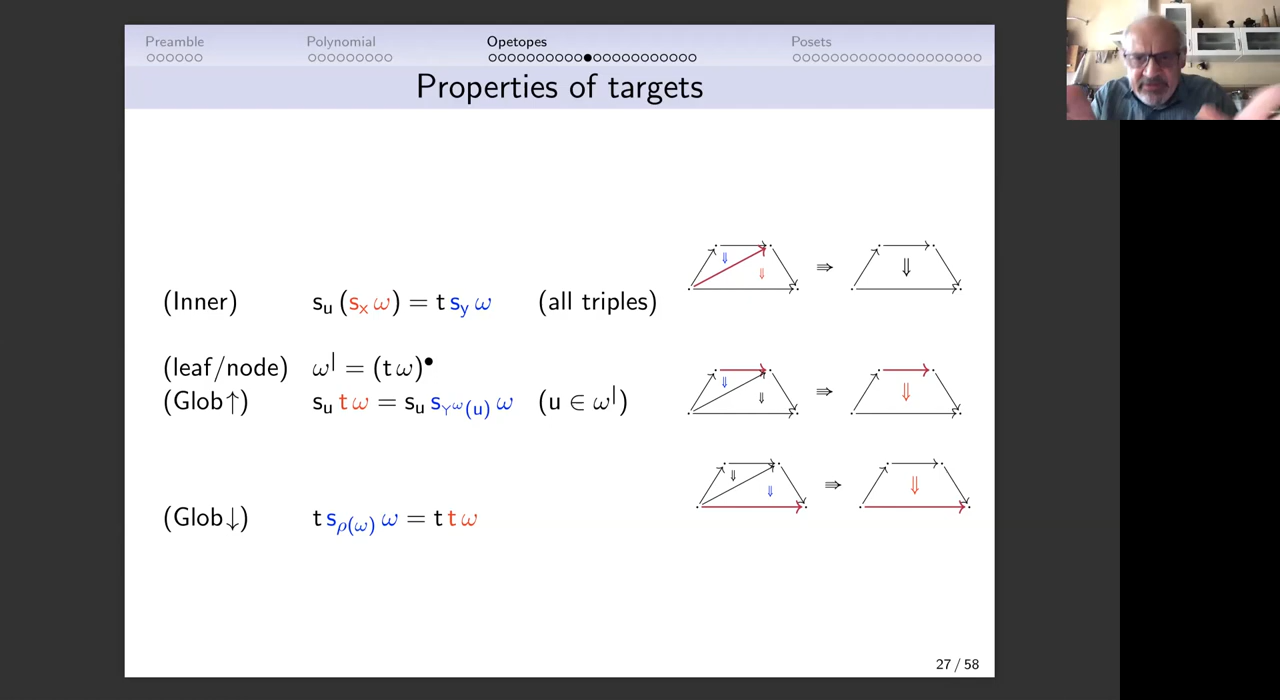 Preamble Polynomial Opetopes Posets
Properties of targets
(Inner) s_u (s_x ω) = t s_y ω (all triples)
(leaf/node) ω^| = (t ω)^•
(Glob↑) s_u t ω = s_u s_{Y^ω(u)} ω (u ∈ ω^|)
(Glob↓) t s_{ρ(ω)} ω = t t ω
27 / 58